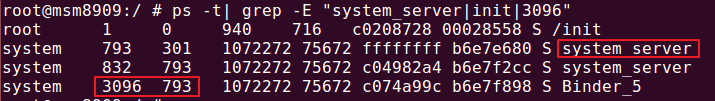 root@msm8909:/ # ps -t| grep -E "system_server|init|3096"
root 1 0 940 716 c0208728 00028558 S /init
system 793 301 1072272 75672 ffffffff b6e7e680 S system_server
system 832 793 1072272 75672 c04982a4 b6e7f2cc S system_server
system 3096 793 1072272 75672 c074a99c b6e7f898 S Binder_5